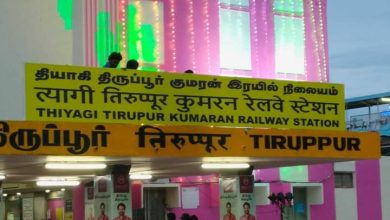 தியாகி திருப்பூர் குமரன் இரயில் நிலையம்
त्यागी तिरुप्पूर कुमरन रेलवे स्टेशन
THIYAGI TIRUPUR KUMARAN RAILWAY STATION
திருப்பூர் तिरुप्पूर TIRUPPUR